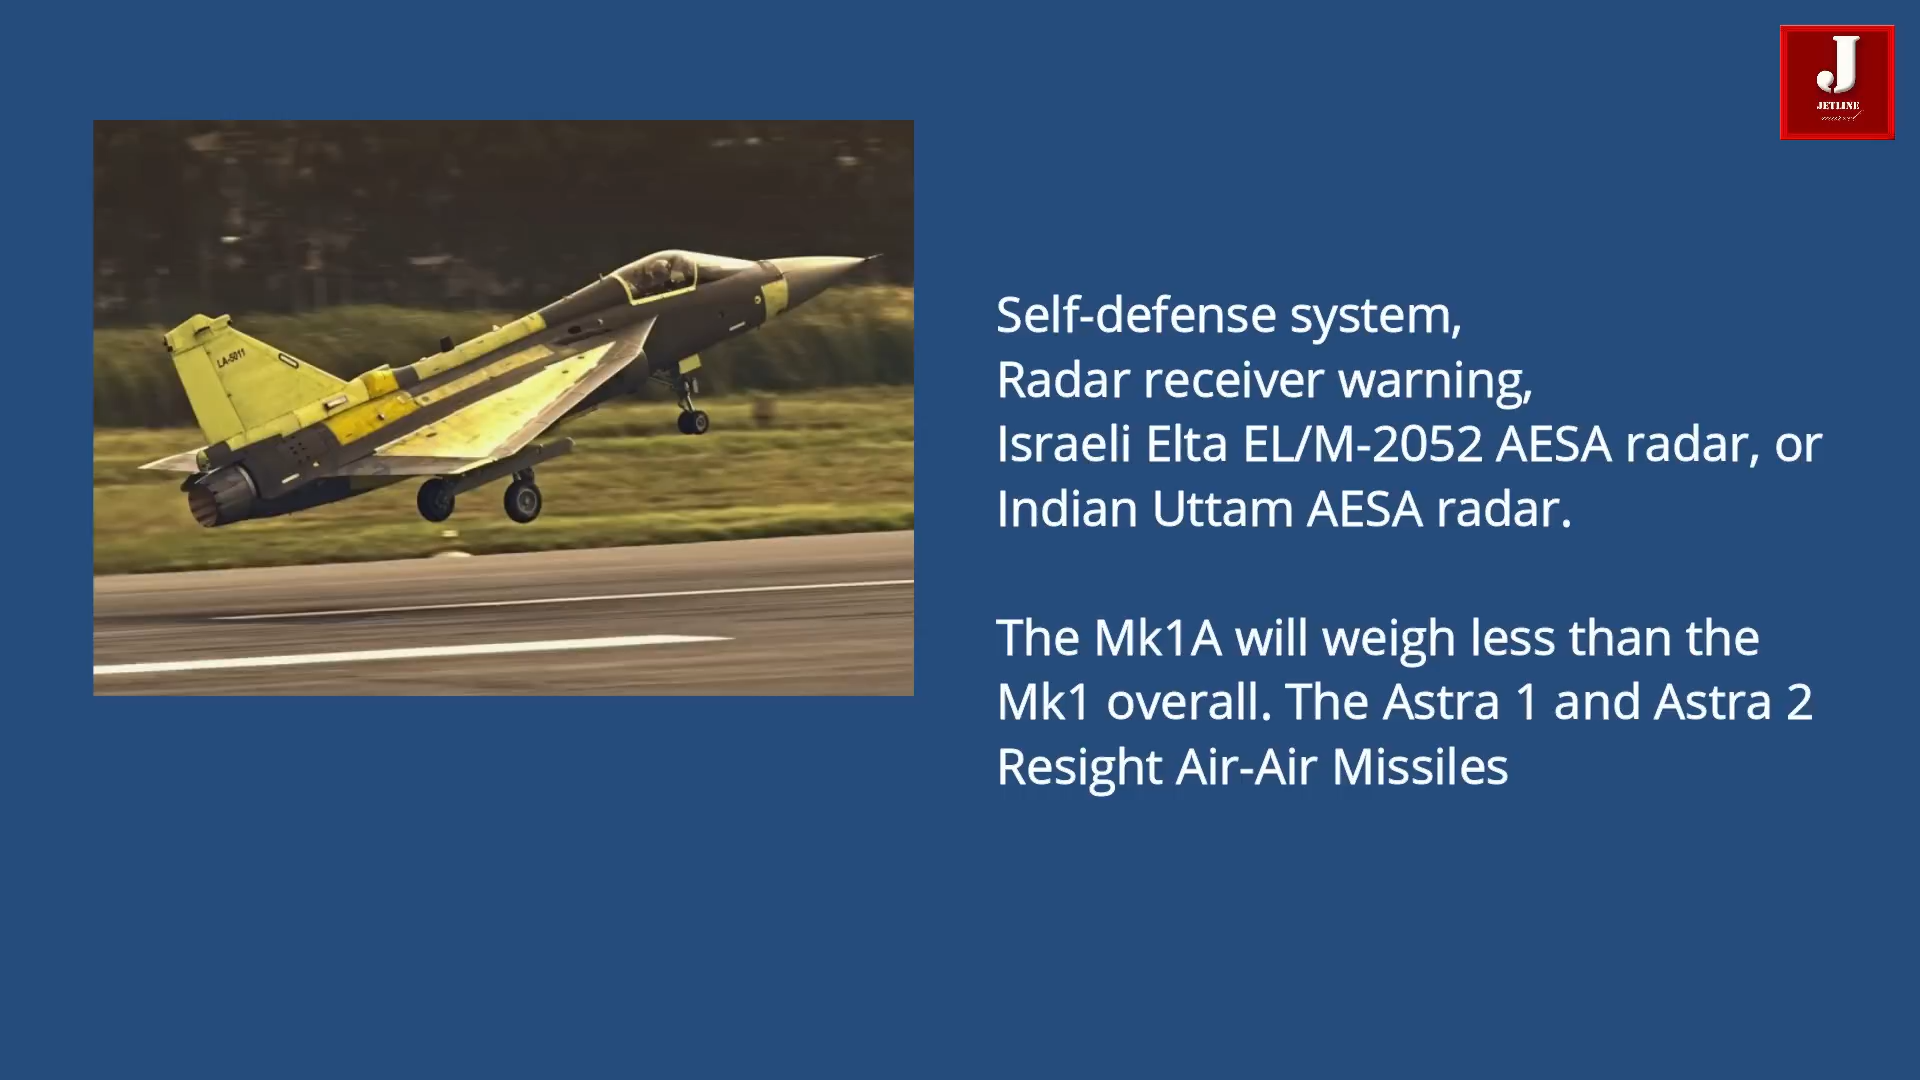 J
JETLINE
LA-5011
Self-defense system,
Radar receiver warning,
Israeli Elta EL/M-2052 AESA radar, or
Indian Uttam AESA radar.
The Mk1A will weigh less than the
Mk1 overall. The Astra 1 and Astra 2
Resight Air-Air Missiles